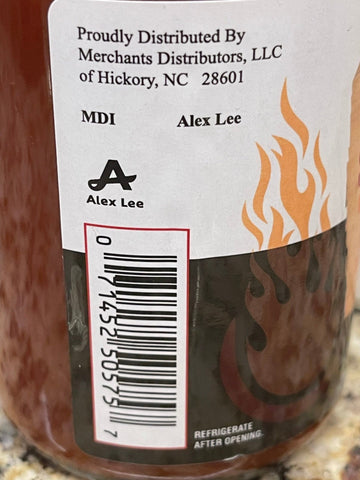 Proudly Distributed By
Merchants Distributors, LLC
of Hickory, NC 28601
MDI Alex Lee
Alex Lee
0 71452 50575 7
REFRIGERATE
AFTER OPENING.